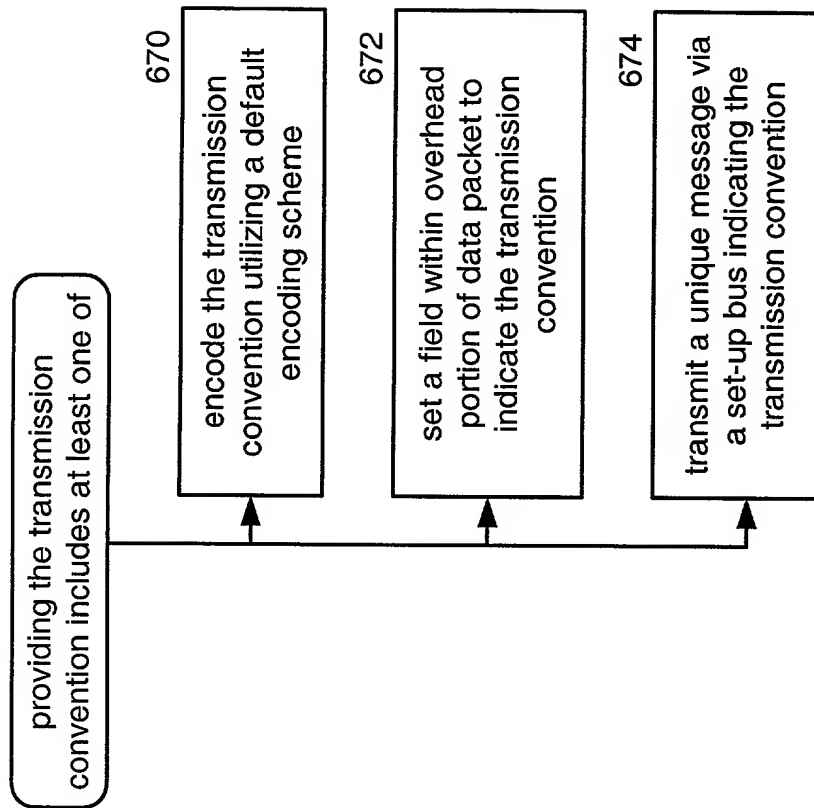 providing the transmission
convention includes at least one of
670
encode the transmission
convention utilizing a default
encoding scheme
672
set a field within overhead
portion of data packet to
indicate the transmission
convention
674
transmit a unique message via
a set-up bus indicating the
transmission convention